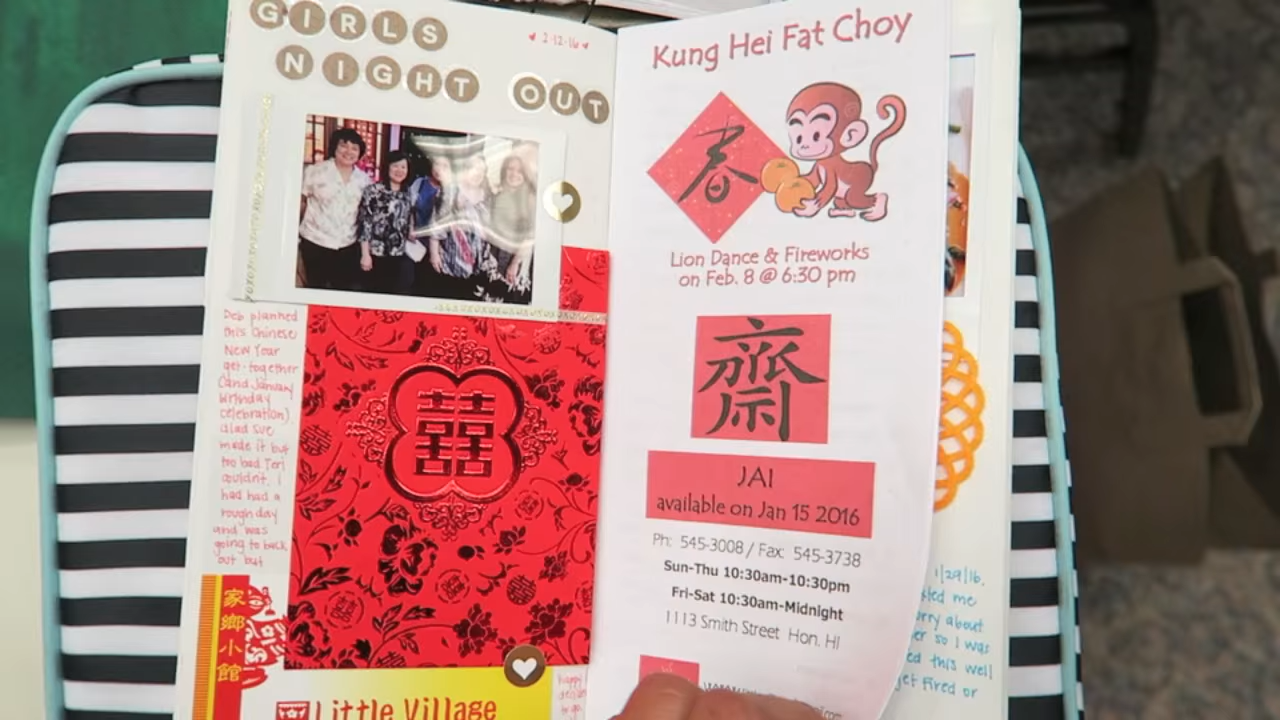 GIRLS
NIGHT OUT
2·12·16
Deb planned
this Chinese
New Year
get-together
(and January
birthday
celebration).
Glad Sue
made it but
too bad Teri
couldn't. I
had had a
rough day
and was
going to back
out but
囍
家鄉小館
Little Village
happy
Kung Hei Fat Choy
春
Lion Dance & Fireworks
on Feb. 8 @ 6:30 pm
齋
JAI
available on Jan 15 2016
Ph: 545-3008 / Fax: 545-3738
Sun-Thu 10:30am-10:30pm
Fri-Sat 10:30am-Midnight
1113 Smith Street Hon. HI
1/29/16.
me
about
so I was
this well
fired or